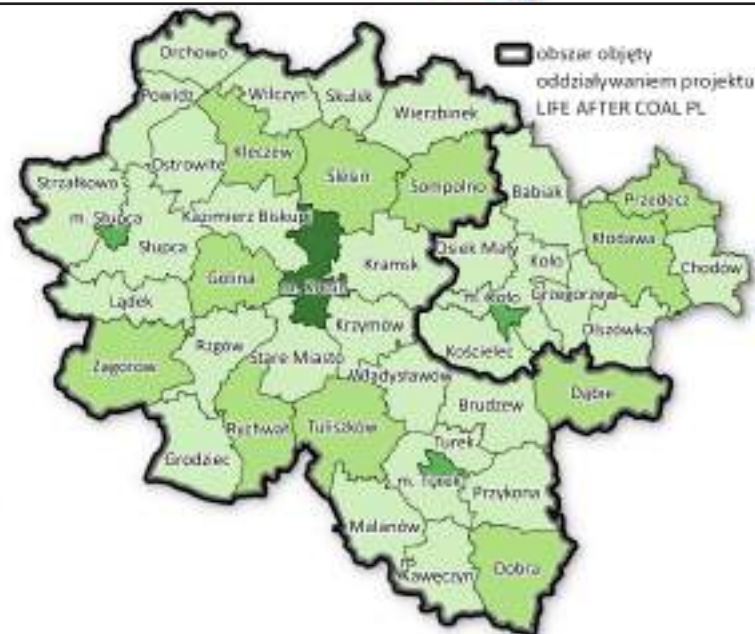 obszar objęty
oddziaływaniem projektu
LIFE AFTER COAL PL
Orchowo
Powidz
Wilczyn
Skulsk
Wierzbinek
Kleczew
Ostrowite
Ślesin
Sompolno
Strzałkowo
m. Słupca
Słupca
Kazimierz Biskupi
Babiak
Przedecz
Kłodawa
Chodów
Golina
Kramsk
Osiek Mały
Koło
m. Koło
Grzegorzew
Olszówka
Lądek
Krzymów
Kościelec
Zagórów
Rzgów
Stare Miasto
Władysławów
Dąbie
Brudzew
Grodziec
Rychwał
Tuliszków
Turek
m. Turek
Przykona
Malanów
Kawęczyn
Dobra